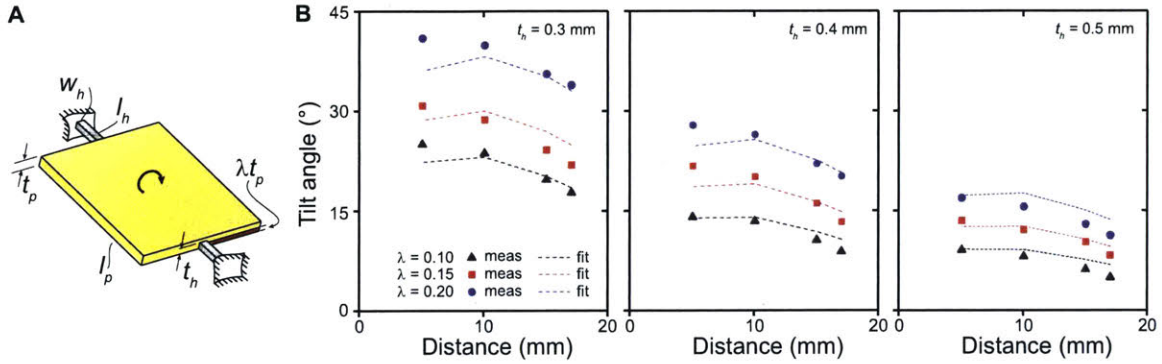 A
w_h
l_h
t_p
λt_p
l_p
t_h
B
Tilt angle (°)
45
30
15
0
t_h = 0.3 mm
λ = 0.10 meas fit
λ = 0.15 meas fit
λ = 0.20 meas fit
0 10 20
Distance (mm)
t_h = 0.4 mm
0 10 20
Distance (mm)
t_h = 0.5 mm
0 10 20
Distance (mm)